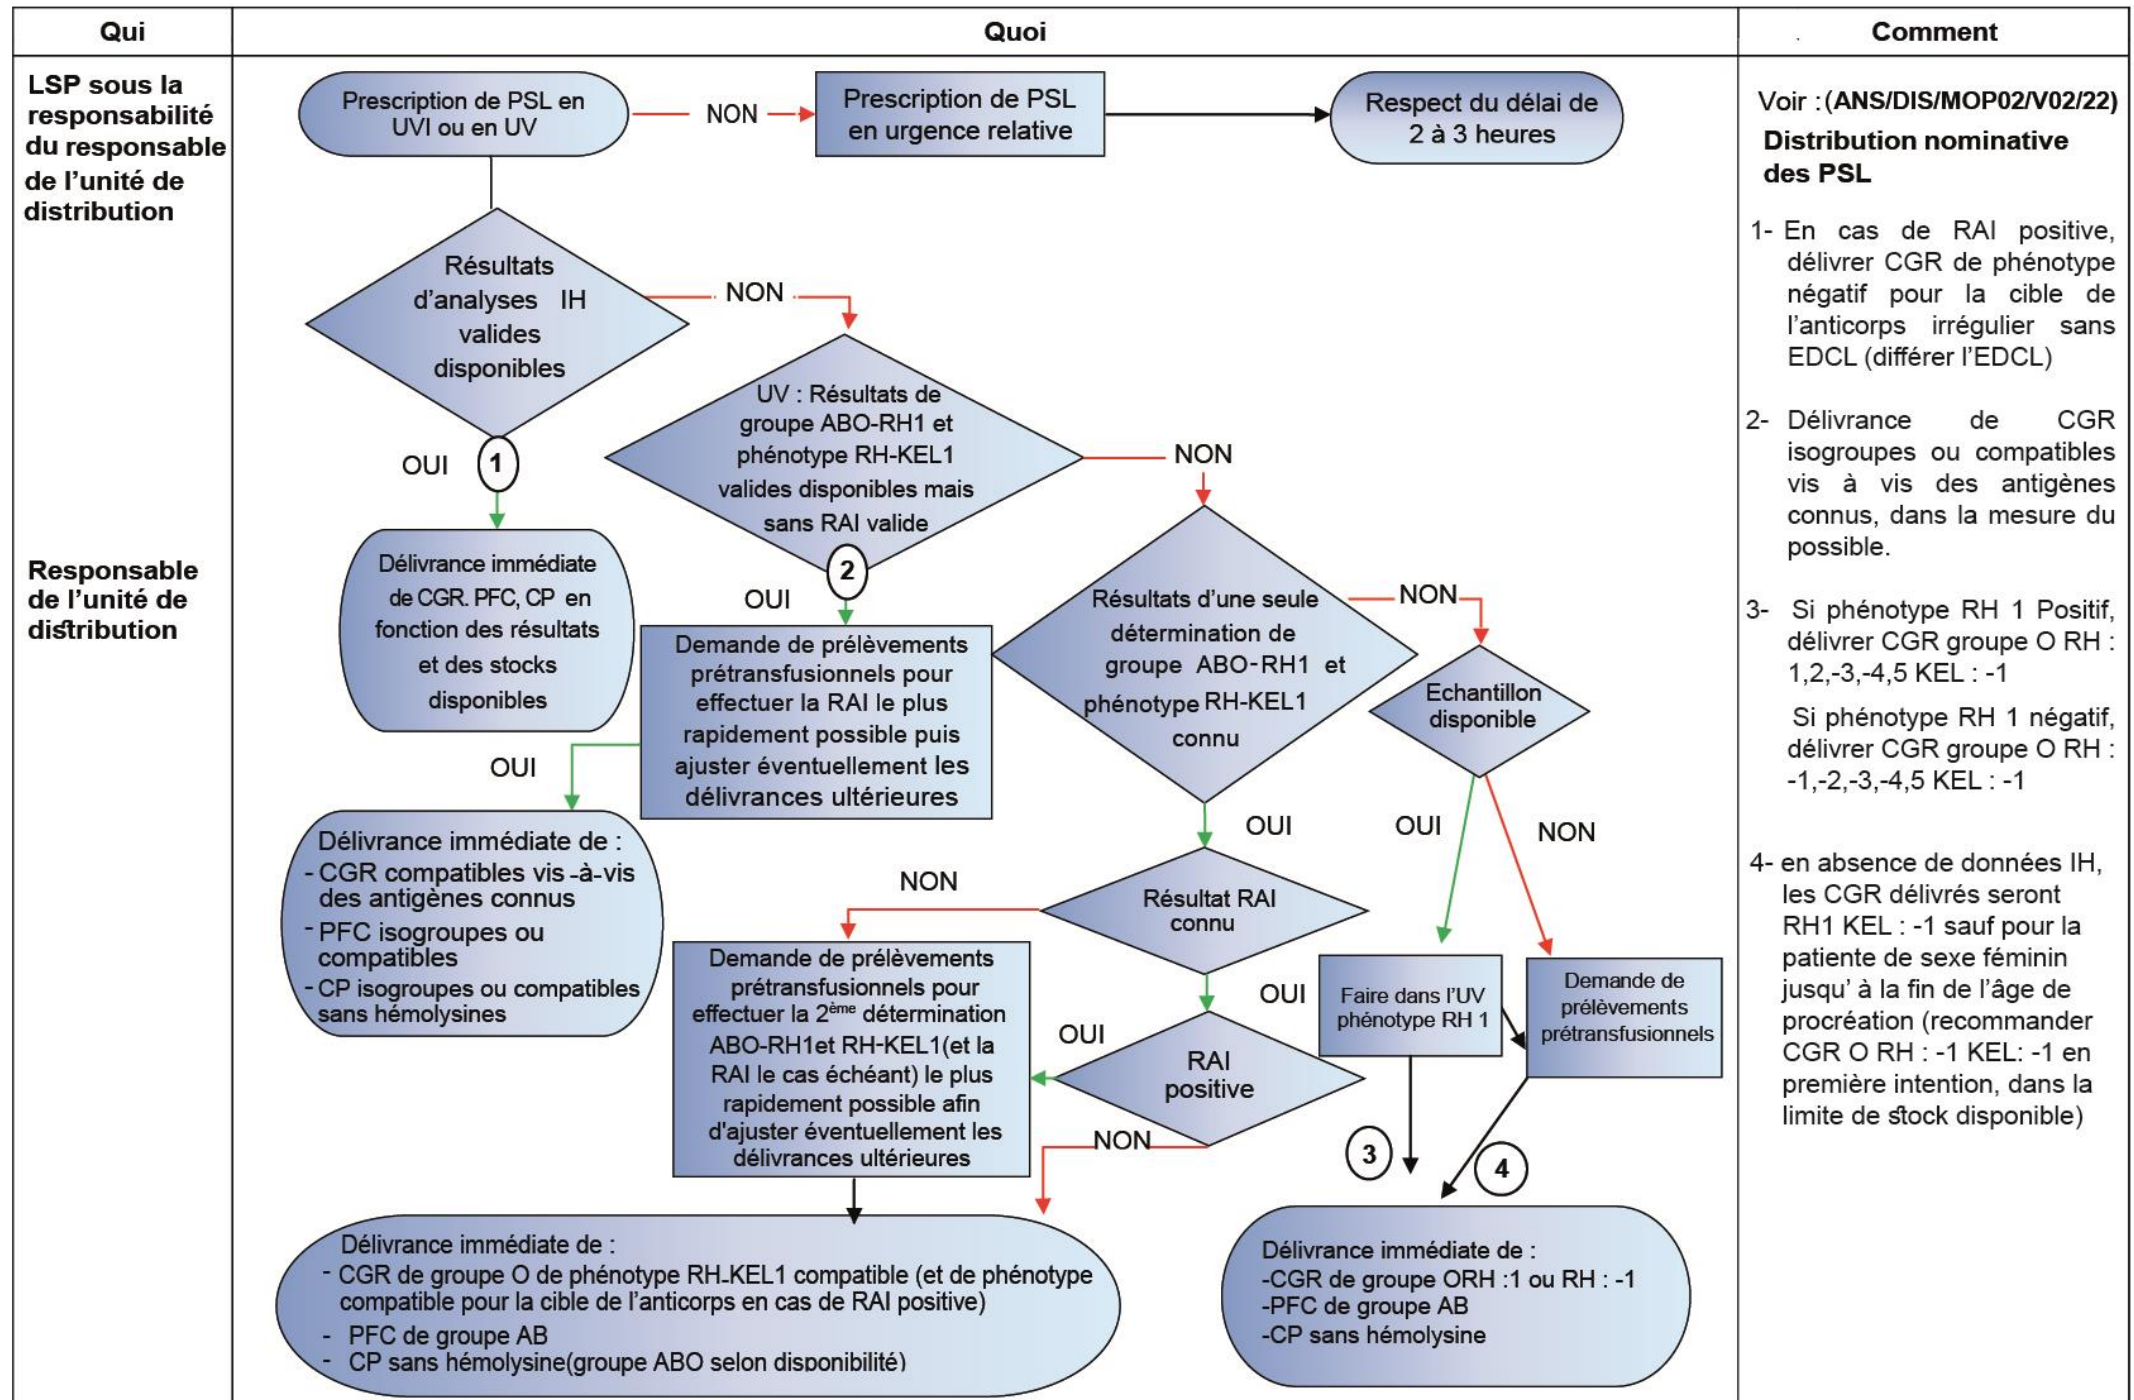 Qui
Quoi
Comment
LSP sous la
responsabilité
du responsable
de l'unité de
distribution
Responsable
de l'unité de
distribution
Prescription de PSL en
UVI ou en UV
NON
Prescription de PSL
en urgence relative
Respect du délai de
2 à 3 heures
Résultats
d'analyses IH
valides
disponibles
NON
OUI
1
UV : Résultats de
groupe ABO-RH1 et
phénotype RH-KEL1
valides disponibles mais
sans RAI valide
NON
2
OUI
Délivrance immédiate
de CGR. PFC, CP en
fonction des résultats
et des stocks
disponibles
Demande de prélèvements
prétransfusionnels pour
effectuer la RAI le plus
rapidement possible puis
ajuster éventuellement les
délivrances ultérieures
OUI
Délivrance immédiate de :
- CGR compatibles vis -à-vis
des antigènes connus
- PFC isogroupes ou
compatibles
- CP isogroupes ou compatibles
sans hémolysines
Résultats d'une seule
détermination de
groupe ABO-RH1 et
phénotype RH-KEL1
connu
NON
OUI
Echantillon
disponible
OUI
NON
Résultat RAI
connu
NON
OUI
Demande de prélèvements
prétransfusionnels pour
effectuer la 2ème détermination
ABO-RH1et RH-KEL1(et la
RAI le cas échéant) le plus
rapidement possible afin
d'ajuster éventuellement les
délivrances ultérieures
OUI
RAI
positive
NON
Faire dans l'UV
phénotype RH 1
Demande de
prélèvements
prétransfusionnels
3
4
Délivrance immédiate de :
- CGR de groupe O de phénotype RH-KEL1 compatible (et de phénotype
compatible pour la cible de l'anticorps en cas de RAI positive)
- PFC de groupe AB
- CP sans hémolysine(groupe ABO selon disponibilité)
Délivrance immédiate de :
-CGR de groupe ORH :1 ou RH : -1
-PFC de groupe AB
-CP sans hémolysine
Voir : (ANS/DIS/MOP02/V02/22)
Distribution nominative
des PSL
1- En cas de RAI positive,
délivrer CGR de phénotype
négatif pour la cible de
l'anticorps irrégulier sans
EDCL (différer l'EDCL)
2- Délivrance de CGR
isogroupes ou compatibles
vis à vis des antigènes
connus, dans la mesure du
possible.
3- Si phénotype RH 1 Positif,
délivrer CGR groupe O RH :
1,2,-3,-4,5 KEL : -1
Si phénotype RH 1 négatif,
délivrer CGR groupe O RH :
-1,-2,-3,-4,5 KEL : -1
4- en absence de données IH,
les CGR délivrés seront
RH1 KEL : -1 sauf pour la
patiente de sexe féminin
jusqu' à la fin de l'âge de
procréation (recommander
CGR O RH : -1 KEL: -1 en
première intention, dans la
limite de stock disponible)